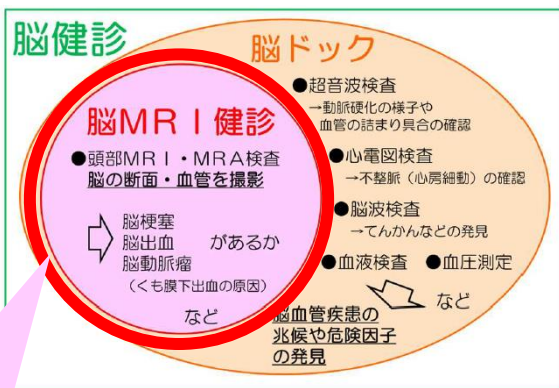 脳健診
脳ドック
脳MRI健診
●頭部MRI・MRA検査
脳の断面・血管を撮影
脳梗塞
脳出血 があるか
脳動脈瘤
（くも膜下出血の原因）
など
●超音波検査
→動脈硬化の様子や
血管の詰まり具合の確認
●心電図検査
→不整脈（心房細動）の確認
●脳波検査
→てんかんなどの発見
●血液検査 ●血圧測定
など
脳血管疾患の
兆候や危険因子
の発見